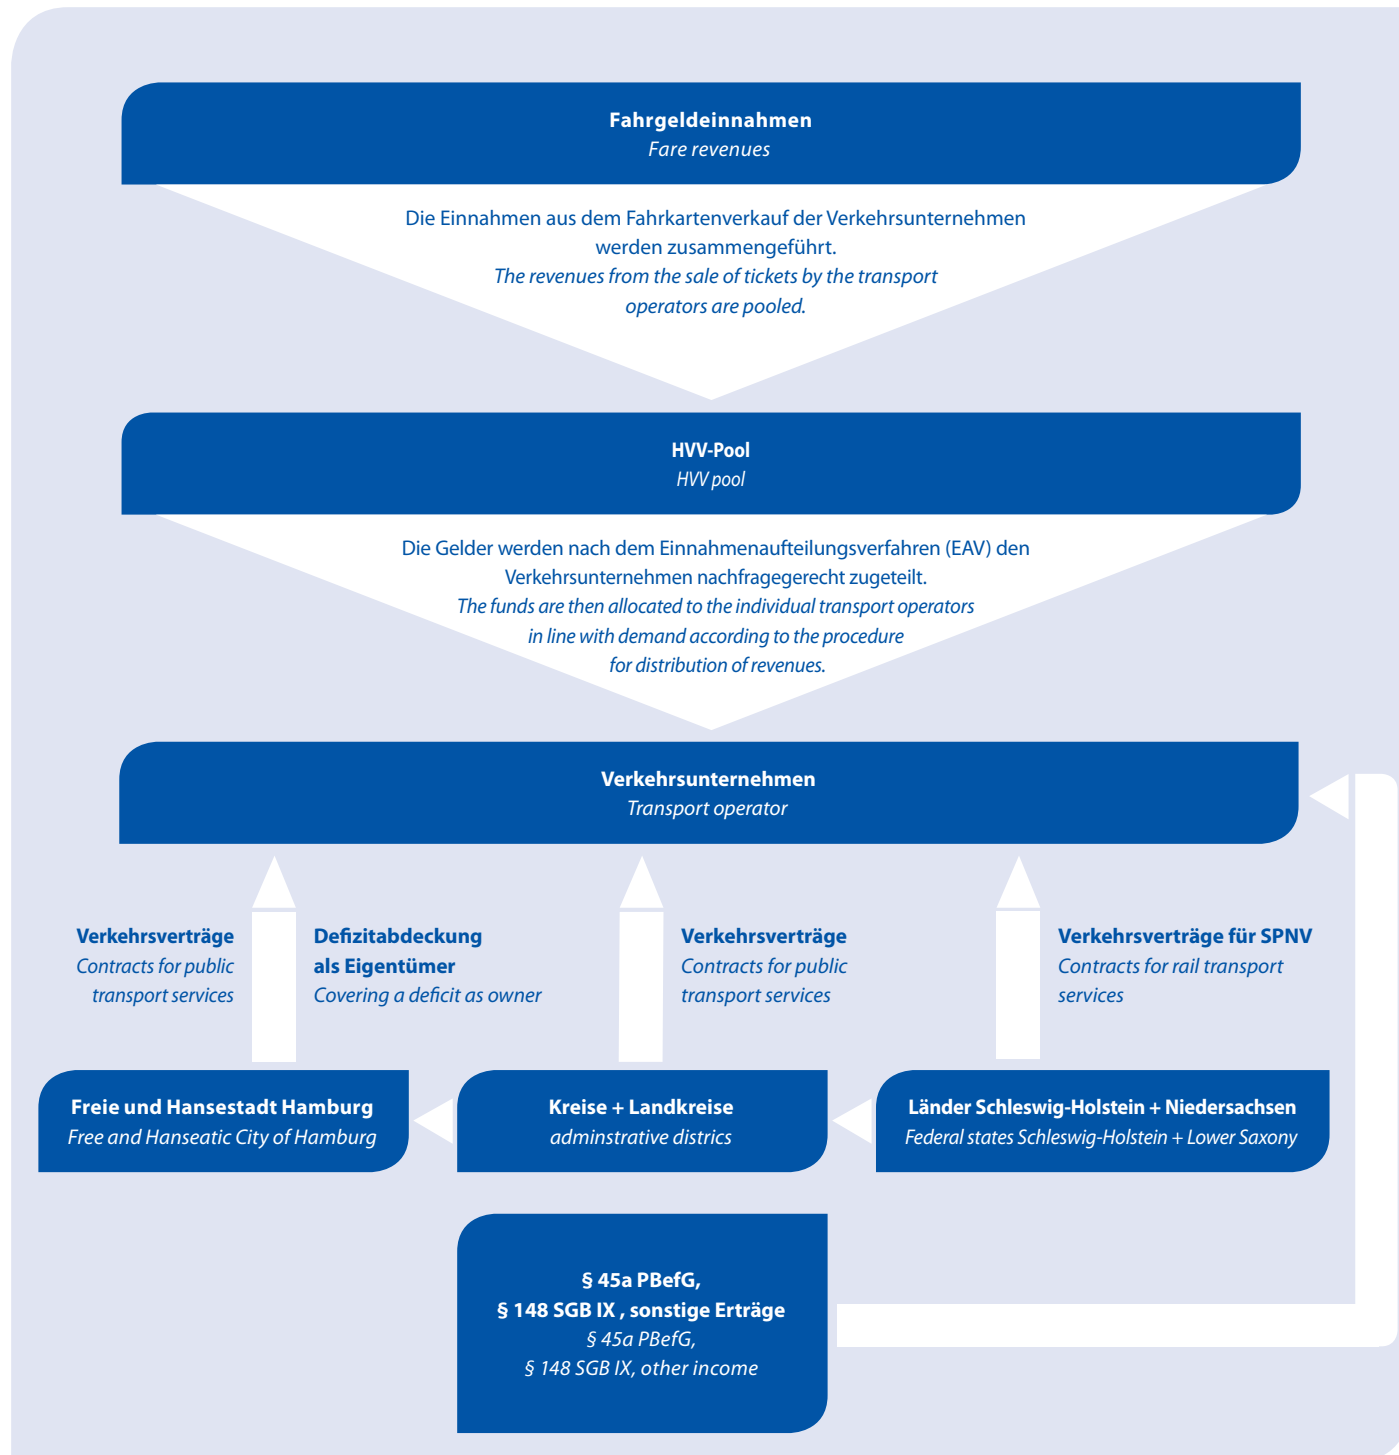 Fahrgeldeinnahmen
Fare revenues
Die Einnahmen aus dem Fahrkartenverkauf der Verkehrsunternehmen
werden zusammengeführt.
The revenues from the sale of tickets by the transport
operators are pooled.
HVV-Pool
HVV pool
Die Gelder werden nach dem Einnahmenaufteilungsverfahren (EAV) den
Verkehrsunternehmen nachfragegerecht zugeteilt.
The funds are then allocated to the individual transport operators
in line with demand according to the procedure
for distribution of revenues.
Verkehrsunternehmen
Transport operator
Verkehrsverträge
Contracts for public
transport services
Defizitabdeckung
als Eigentümer
Covering a deficit as owner
Verkehrsverträge
Contracts for public
transport services
Verkehrsverträge für SPNV
Contracts for rail transport
services
Freie und Hansestadt Hamburg
Free and Hanseatic City of Hamburg
Kreise + Landkreise
adminstrative districs
Länder Schleswig-Holstein + Niedersachsen
Federal states Schleswig-Holstein + Lower Saxony
§ 45a PBefG,
§ 148 SGB IX , sonstige Erträge
§ 45a PBefG,
§ 148 SGB IX, other income